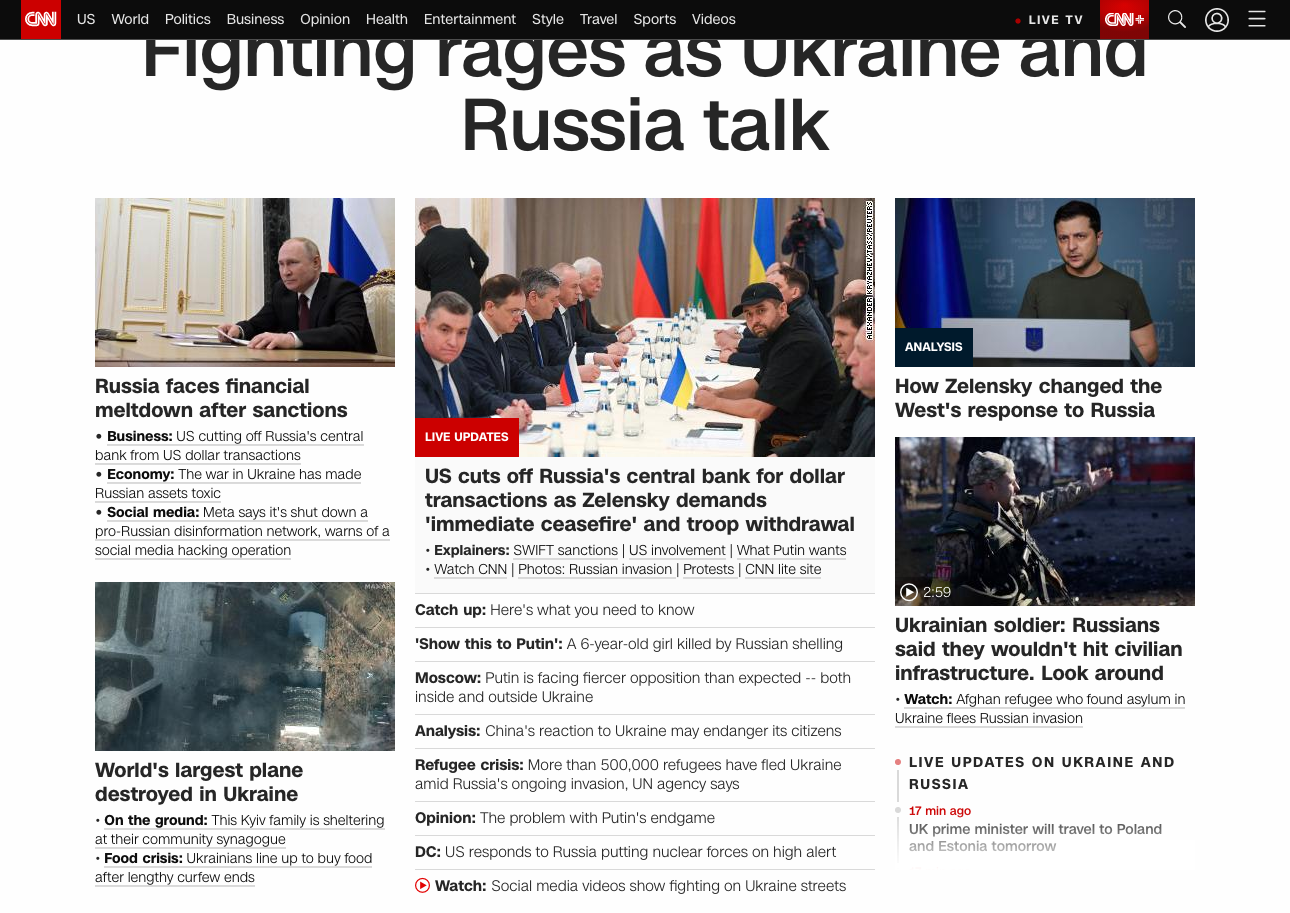 CNN US World Politics Business Opinion Health Entertainment Style Travel Sports Videos LIVE TV CNN+
Fighting rages as Ukraine and
Russia talk
Russia faces financial
meltdown after sanctions
• Business: US cutting off Russia's central
bank from US dollar transactions
• Economy: The war in Ukraine has made
Russian assets toxic
• Social media: Meta says it's shut down a
pro-Russian disinformation network, warns of a
social media hacking operation
MAXAR
World's largest plane
destroyed in Ukraine
• On the ground: This Kyiv family is sheltering
at their community synagogue
• Food crisis: Ukrainians line up to buy food
after lengthy curfew ends
ALEXANDER KRYAZHEV/TASS/REUTERS
LIVE UPDATES
US cuts off Russia's central bank for dollar
transactions as Zelensky demands
'immediate ceasefire' and troop withdrawal
• Explainers: SWIFT sanctions | US involvement | What Putin wants
• Watch CNN | Photos: Russian invasion | Protests | CNN lite site
Catch up: Here's what you need to know
'Show this to Putin': A 6-year-old girl killed by Russian shelling
Moscow: Putin is facing fiercer opposition than expected -- both
inside and outside Ukraine
Analysis: China's reaction to Ukraine may endanger its citizens
Refugee crisis: More than 500,000 refugees have fled Ukraine
amid Russia's ongoing invasion, UN agency says
Opinion: The problem with Putin's endgame
DC: US responds to Russia putting nuclear forces on high alert
Watch: Social media videos show fighting on Ukraine streets
ANALYSIS
How Zelensky changed the
West's response to Russia
2:59
Ukrainian soldier: Russians
said they wouldn't hit civilian
infrastructure. Look around
• Watch: Afghan refugee who found asylum in
Ukraine flees Russian invasion
LIVE UPDATES ON UKRAINE AND
RUSSIA
17 min ago
UK prime minister will travel to Poland
and Estonia tomorrow